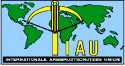 IAU
INTERNATIONALE ARMBRUSTSCHÜTZEN UNION